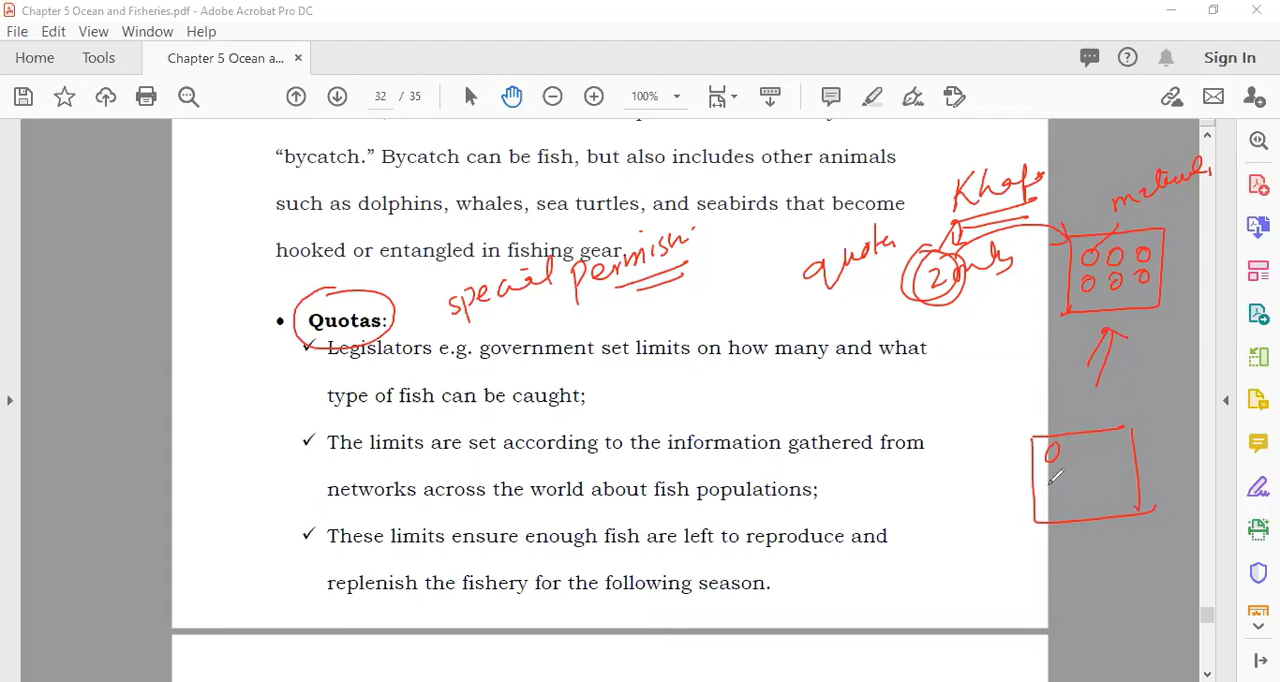 Chapter 5 Ocean and Fisheries.pdf - Adobe Acrobat Pro DC
File Edit View Window Help
Home Tools Chapter 5 Ocean a... × Sign In
32 / 35 100%
“bycatch.” Bycatch can be fish, but also includes other animals
such as dolphins, whales, sea turtles, and seabirds that become
hooked or entangled in fishing gear.
special permish
quotas
2
• Quotas:
✓ Legislators e.g. government set limits on how many and what
type of fish can be caught;
✓ The limits are set according to the information gathered from
networks across the world about fish populations;
✓ These limits ensure enough fish are left to reproduce and
replenish the fishery for the following season.